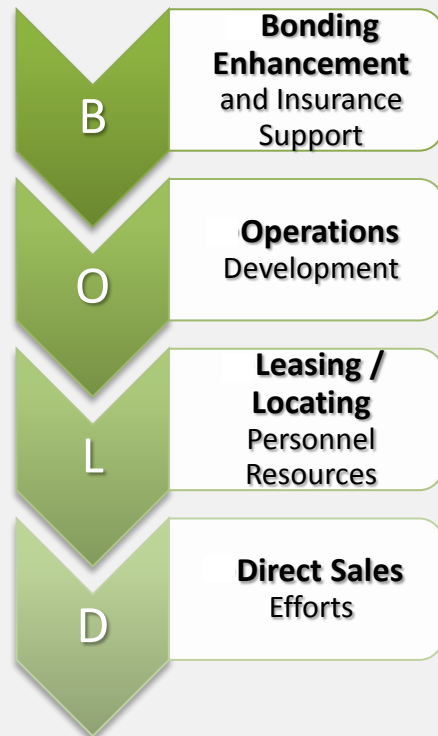 B
Bonding
Enhancement
and Insurance
Support
O
Operations
Development
L
Leasing /
Locating
Personnel
Resources
D
Direct Sales
Efforts